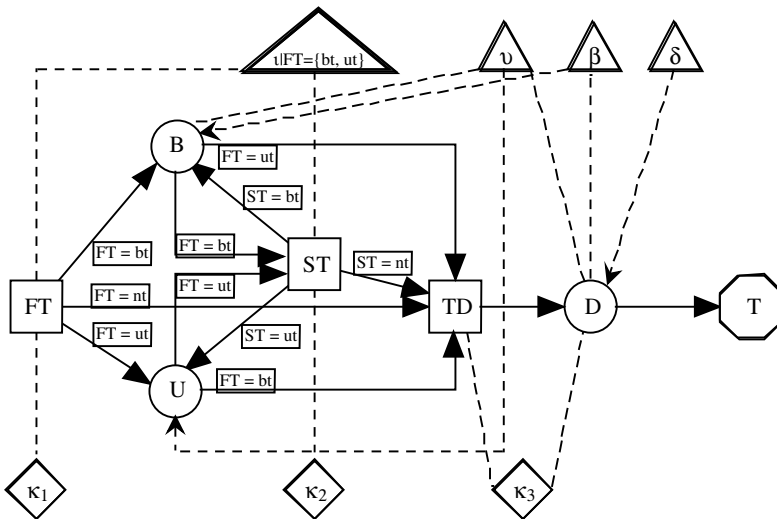 ι|FT={bt, ut}
υ
β
δ
B
FT = ut
ST = bt
FT = bt
FT = bt
ST
ST = nt
FT = ut
FT
FT = nt
TD
D
T
FT = ut
ST = ut
U
FT = bt
κ1
κ2
κ3